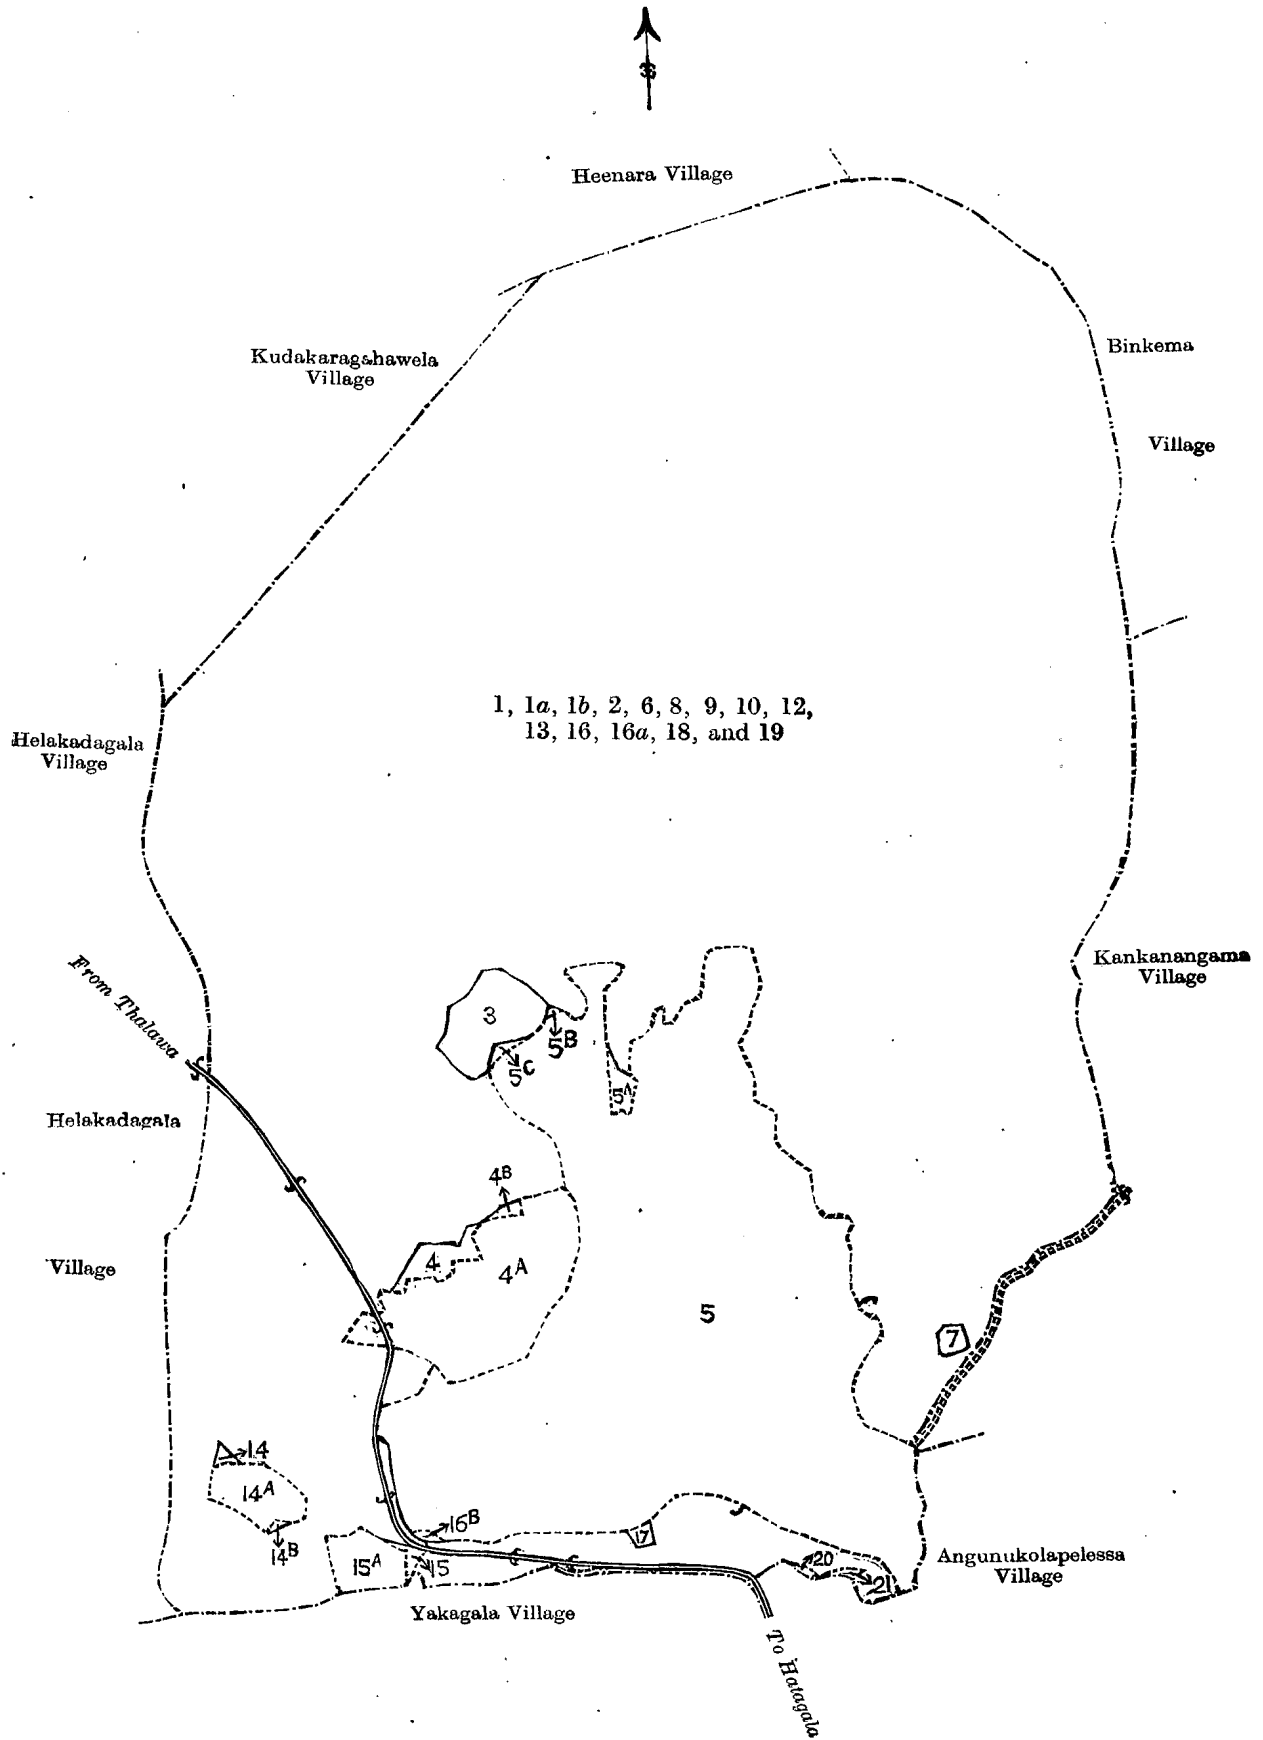 Heenara Village
Kudakaragahawela
Village
Binkema
Village
1, 1a, 1b, 2, 6, 8, 9, 10, 12,
13, 16, 16a, 18, and 19
Helakadagala
Village
From Thalawa
Kankanangama
Village
3
5B
5C
5A
Helakadagala
Village
4B
4
4A
5
7
14
14A
14B
15A
15
16B
17
20
21
Angunukolapelessa
Village
Yakagala Village
To Hatagala